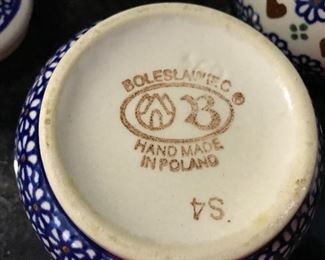 BOLESLAWIEC ®
B
HAND MADE
IN POLAND
S4